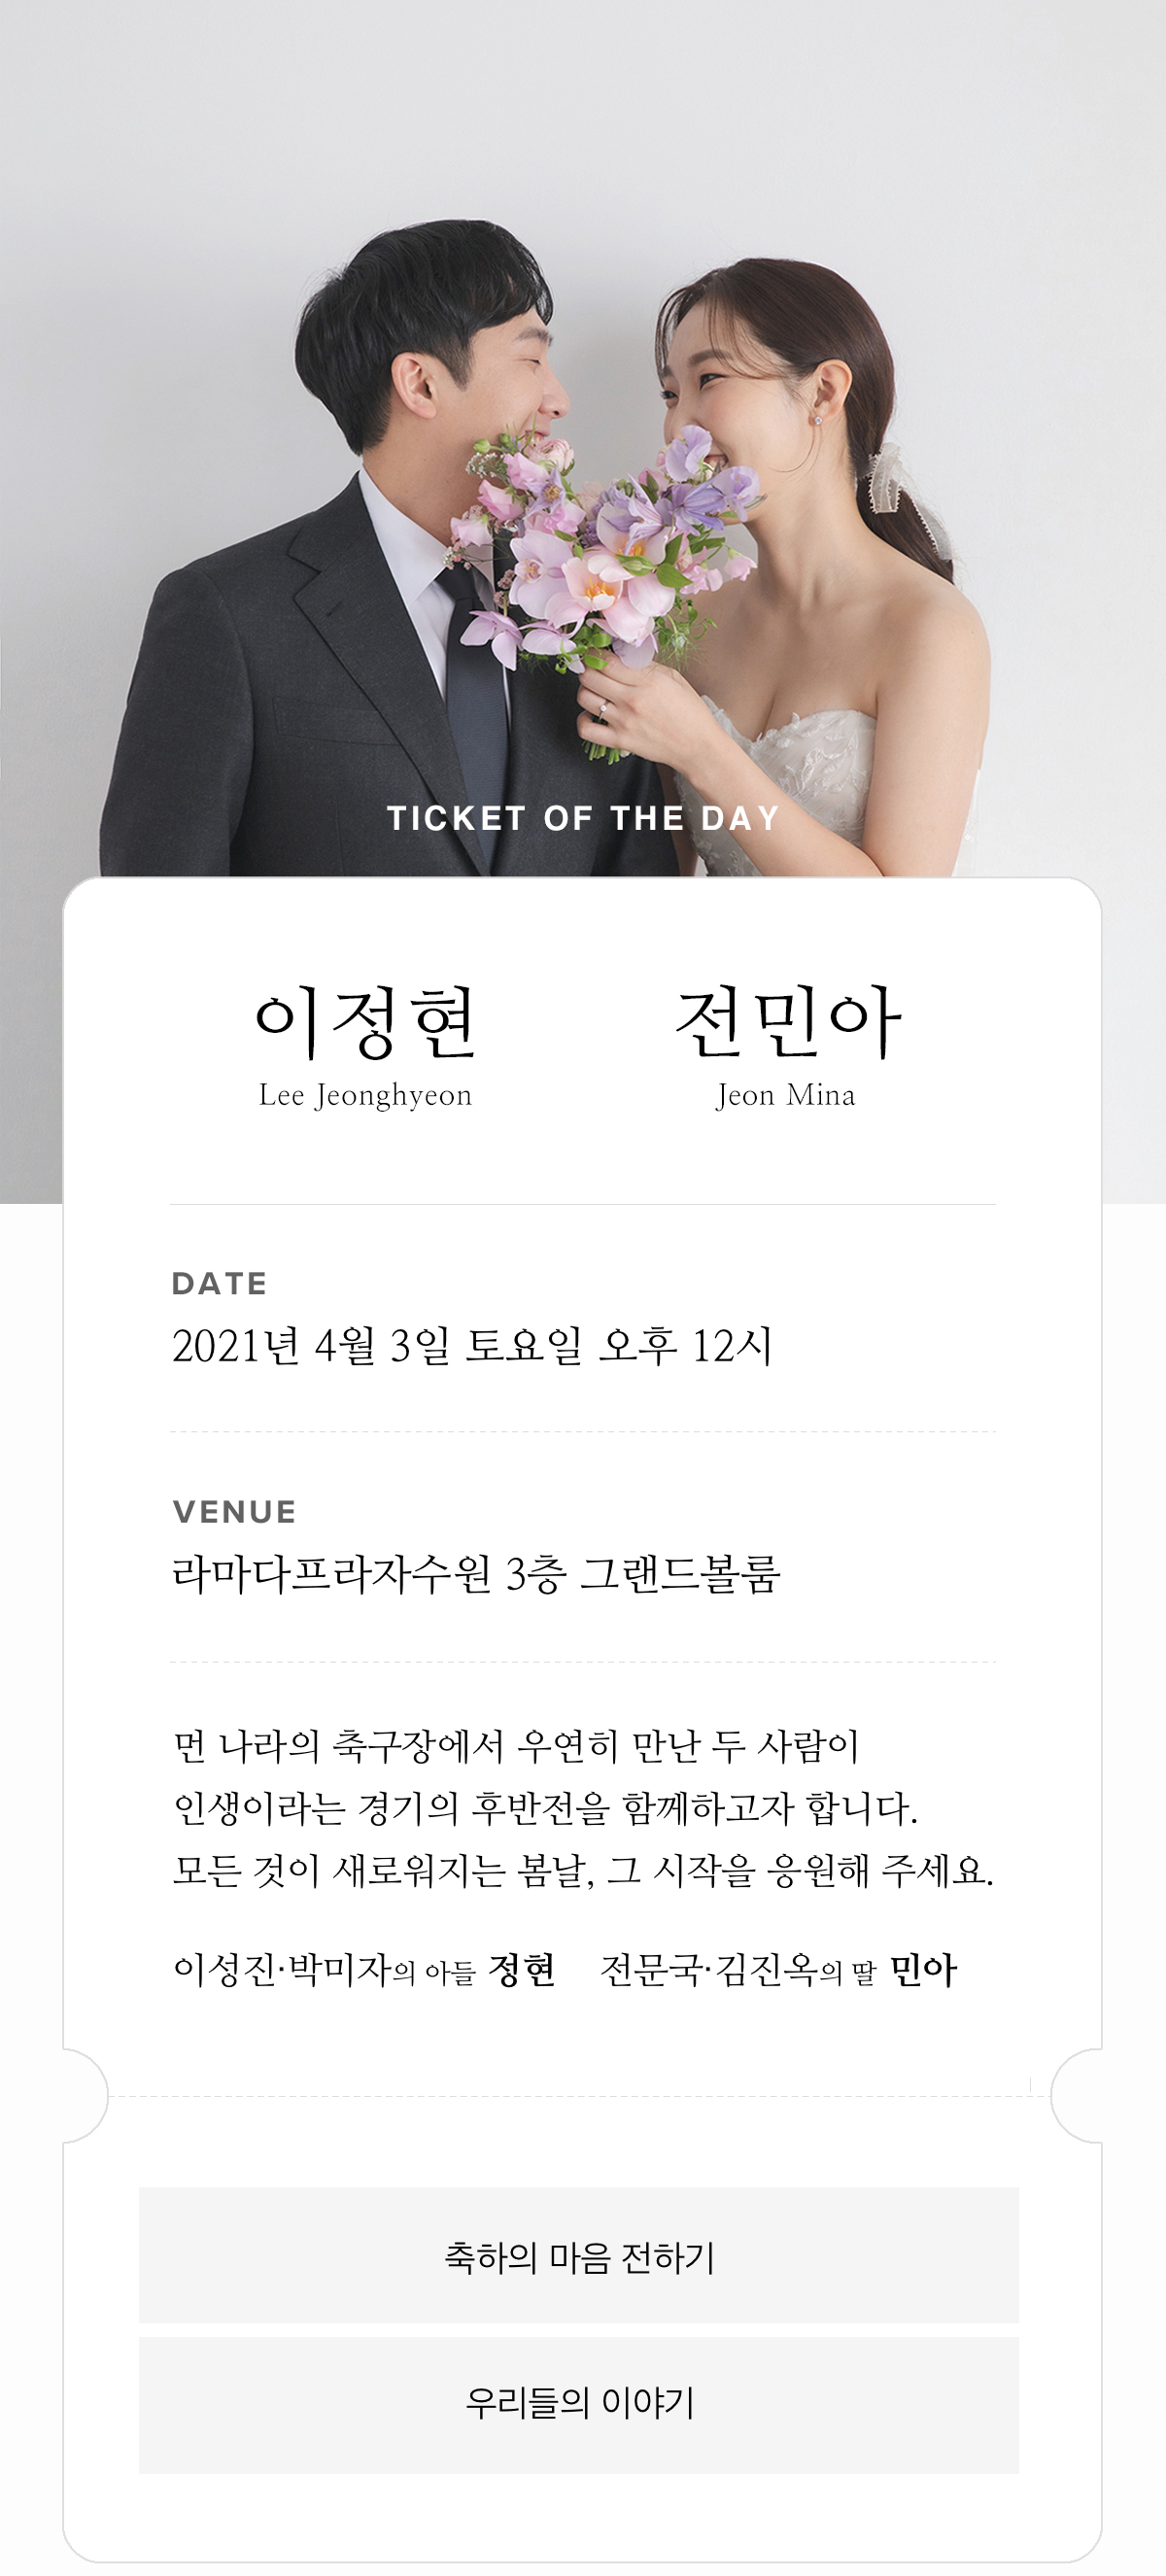 TICKET OF THE DAY
이정현 전민아
Lee Jeonghyeon Jeon Mina
DATE
2021년 4월 3일 토요일 오후 12시
VENUE
라마다프라자수원 3층 그랜드볼룸
먼 나라의 축구장에서 우연히 만난 두 사람이
인생이라는 경기의 후반전을 함께하고자 합니다.
모든 것이 새로워지는 봄날, 그 시작을 응원해 주세요.
이성진·박미자의 아들 정현 전문국·김진옥의 딸 민아
축하의 마음 전하기
우리들의 이야기